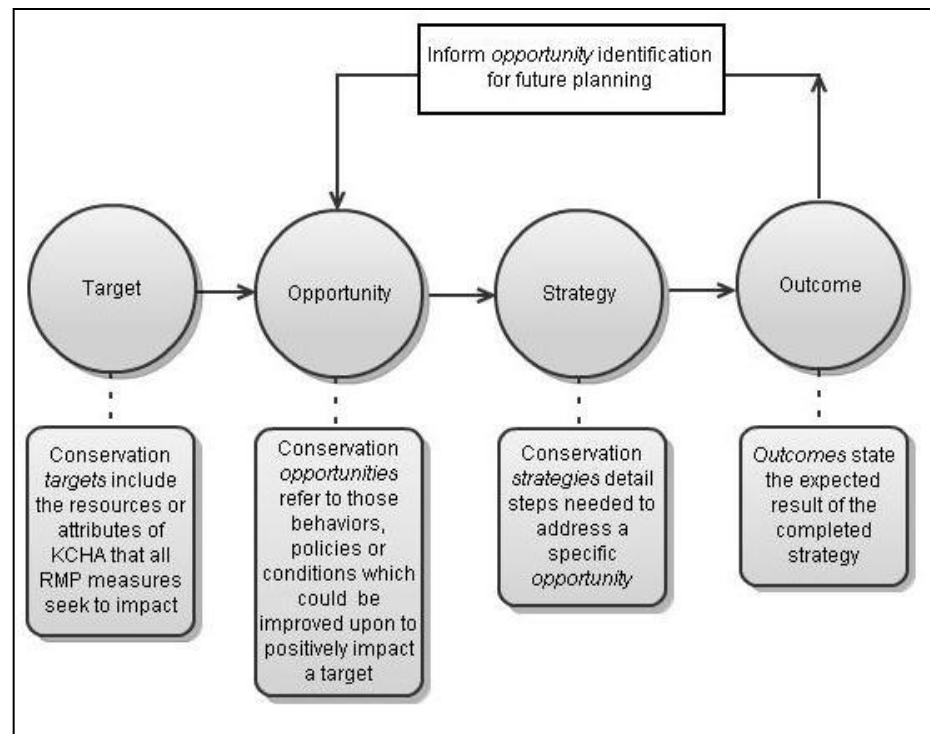 Inform opportunity identification
for future planning
Target
Opportunity
Strategy
Outcome
Conservation
targets include
the resources or
attributes of
KCHA that all
RMP measures
seek to impact
Conservation
opportunities
refer to those
behaviors,
policies or
conditions which
could be
improved upon to
positively impact
a target
Conservation
strategies detail
steps needed to
address a
specific
opportunity
Outcomes state
the expected
result of the
completed
strategy